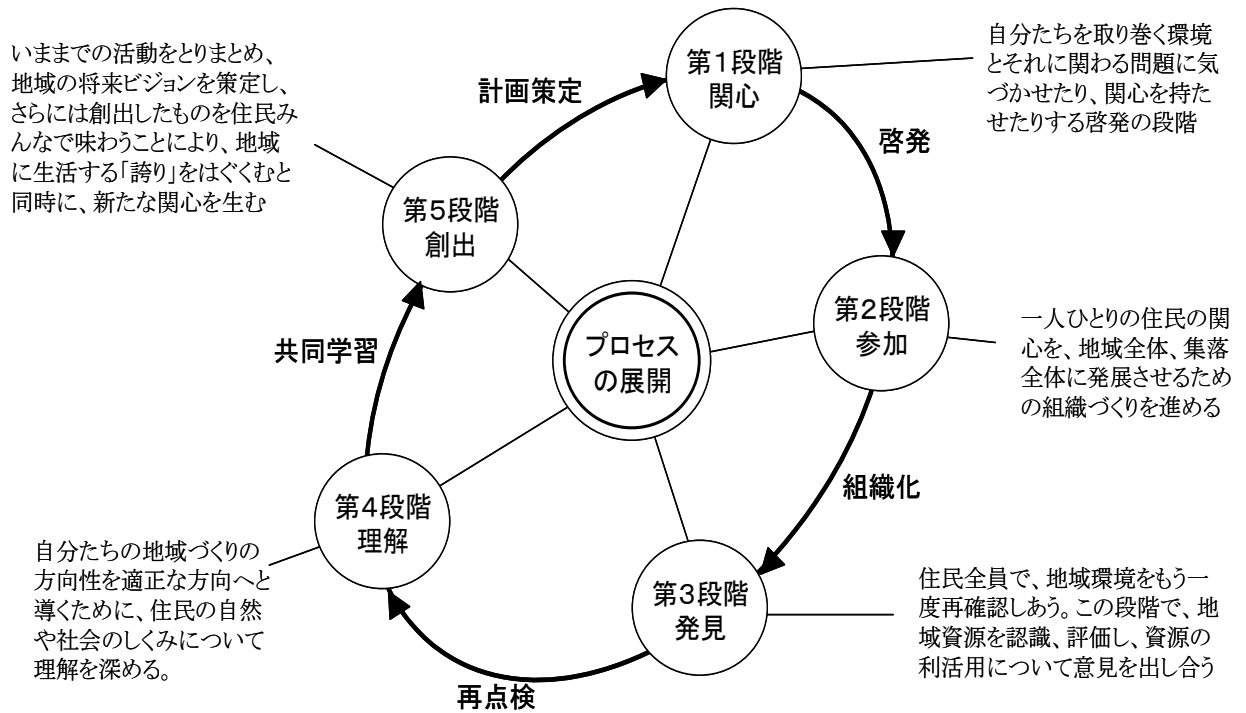 いままでの活動をとりまとめ、
地域の将来ビジョンを策定し、
さらには創出したものを住民み
んなで味わうことにより、地域
に生活する「誇り」をはぐくむと
同時に、新たな関心を生む
計画策定
第1段階
関心
自分たちを取り巻く環境
とそれに関わる問題に気
づかせたり、関心を持た
せたりする啓発の段階
啓発
第5段階
創出
第2段階
参加
一人ひとりの住民の関
心を、地域全体、集落
全体に発展させるため
の組織づくりを進める
プロセス
の展開
共同学習
組織化
第4段階
理解
自分たちの地域づくりの
方向性を適正な方向へと
導くために、住民の自然
や社会のしくみについて
理解を深める。
第3段階
発見
住民全員で、地域環境をもう一
度再確認しあう。この段階で、地
域資源を認識、評価し、資源の
利活用について意見を出し合う
再点検